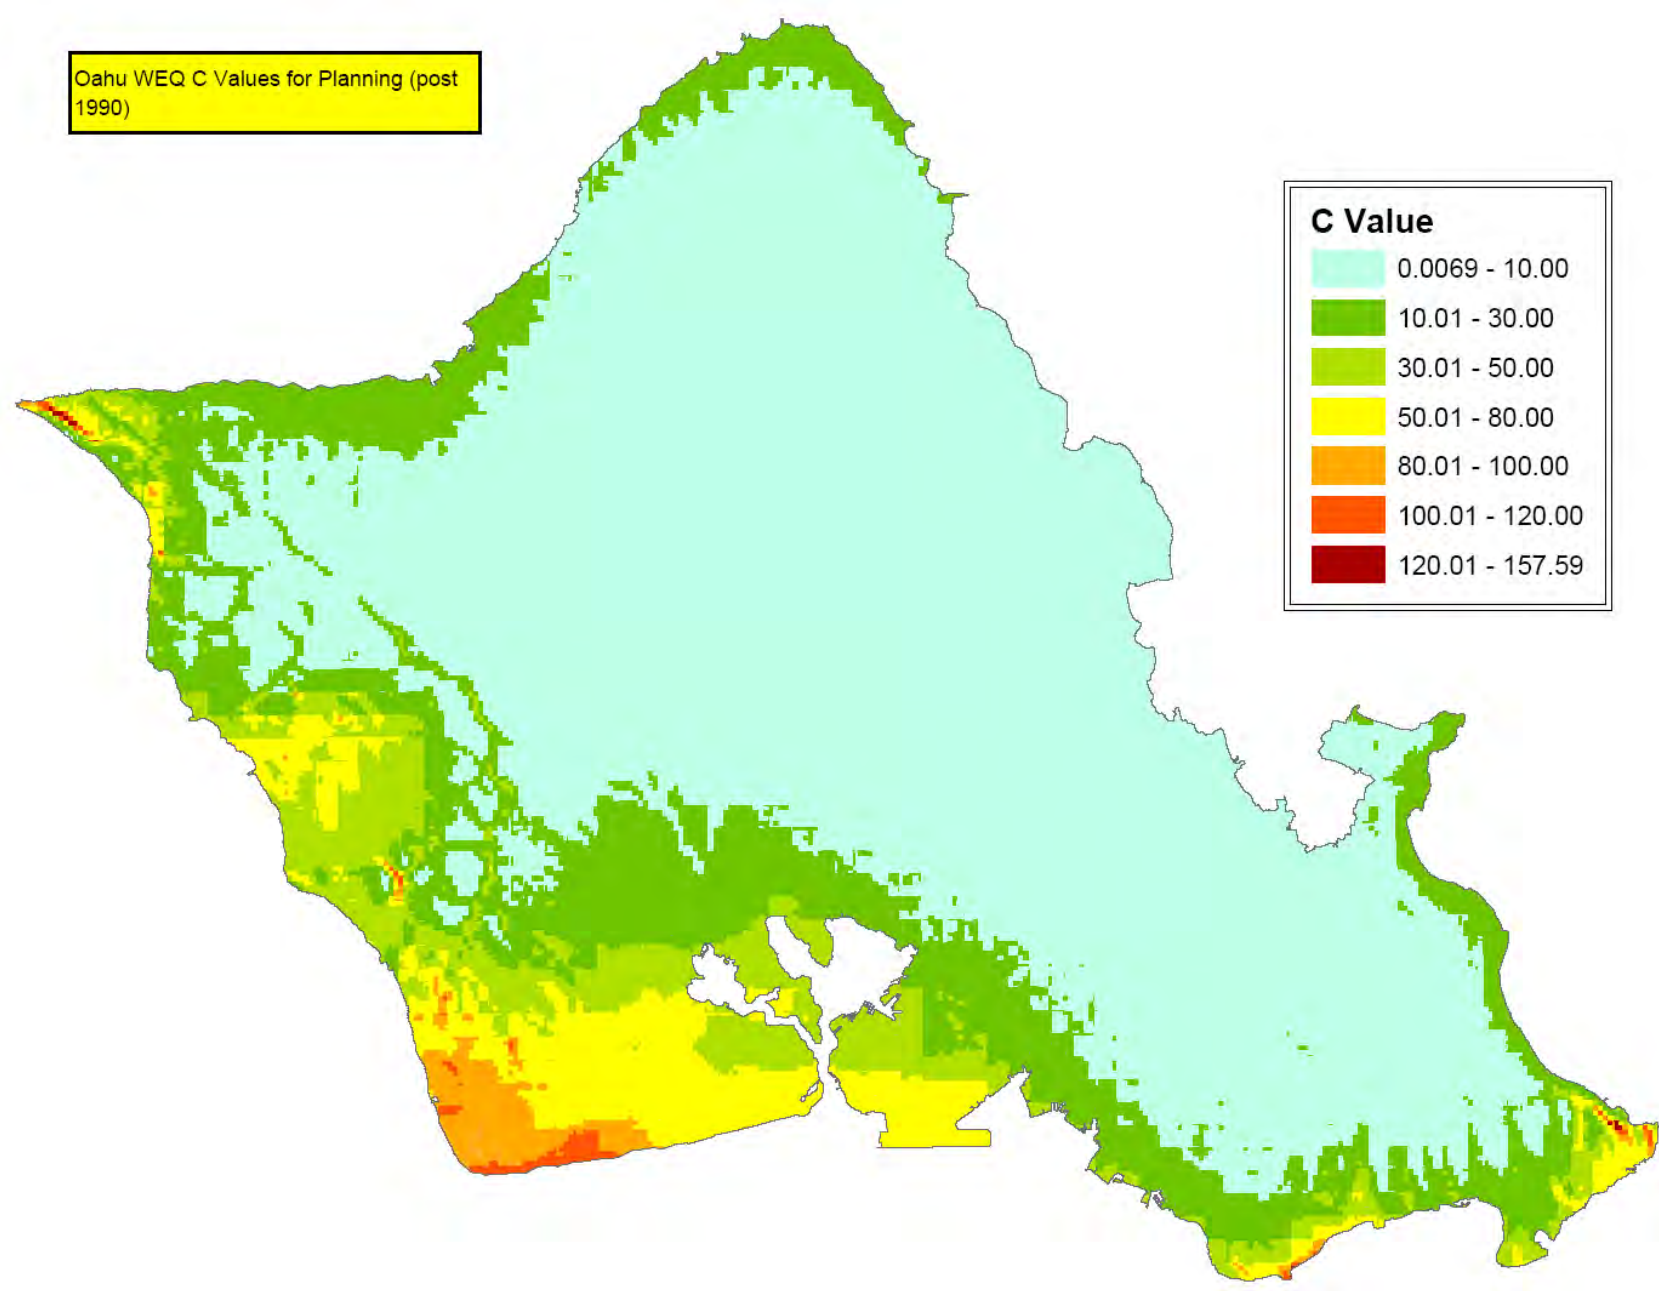 Oahu WEQ C Values for Planning (post
1990)
C Value
0.0069 - 10.00
10.01 - 30.00
30.01 - 50.00
50.01 - 80.00
80.01 - 100.00
100.01 - 120.00
120.01 - 157.59